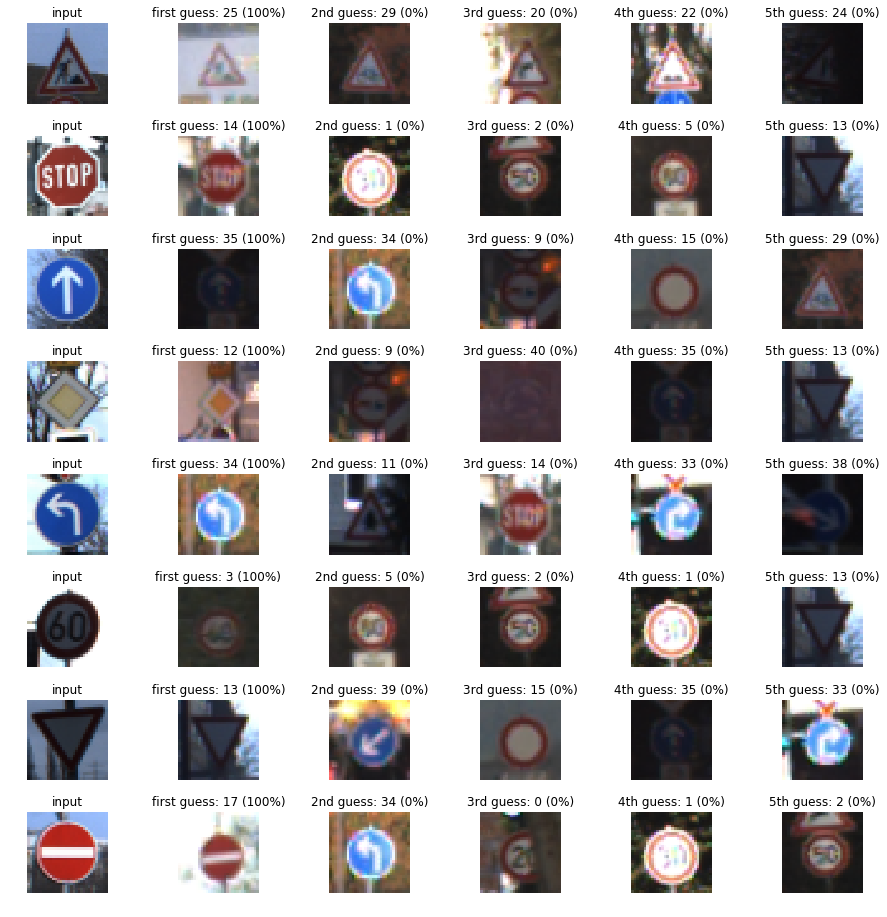 input first guess: 25 (100%) 2nd guess: 29 (0%) 3rd guess: 20 (0%) 4th guess: 22 (0%) 5th guess: 24 (0%)
input first guess: 14 (100%) 2nd guess: 1 (0%) 3rd guess: 2 (0%) 4th guess: 5 (0%) 5th guess: 13 (0%)
STOP STOP 50
input first guess: 35 (100%) 2nd guess: 34 (0%) 3rd guess: 9 (0%) 4th guess: 15 (0%) 5th guess: 29 (0%)
input first guess: 12 (100%) 2nd guess: 9 (0%) 3rd guess: 40 (0%) 4th guess: 35 (0%) 5th guess: 13 (0%)
input first guess: 34 (100%) 2nd guess: 11 (0%) 3rd guess: 14 (0%) 4th guess: 33 (0%) 5th guess: 38 (0%)
STOP
input first guess: 3 (100%) 2nd guess: 5 (0%) 3rd guess: 2 (0%) 4th guess: 1 (0%) 5th guess: 13 (0%)
60 50
input first guess: 13 (100%) 2nd guess: 39 (0%) 3rd guess: 15 (0%) 4th guess: 35 (0%) 5th guess: 33 (0%)
input first guess: 17 (100%) 2nd guess: 34 (0%) 3rd guess: 0 (0%) 4th guess: 1 (0%) 5th guess: 2 (0%)
50